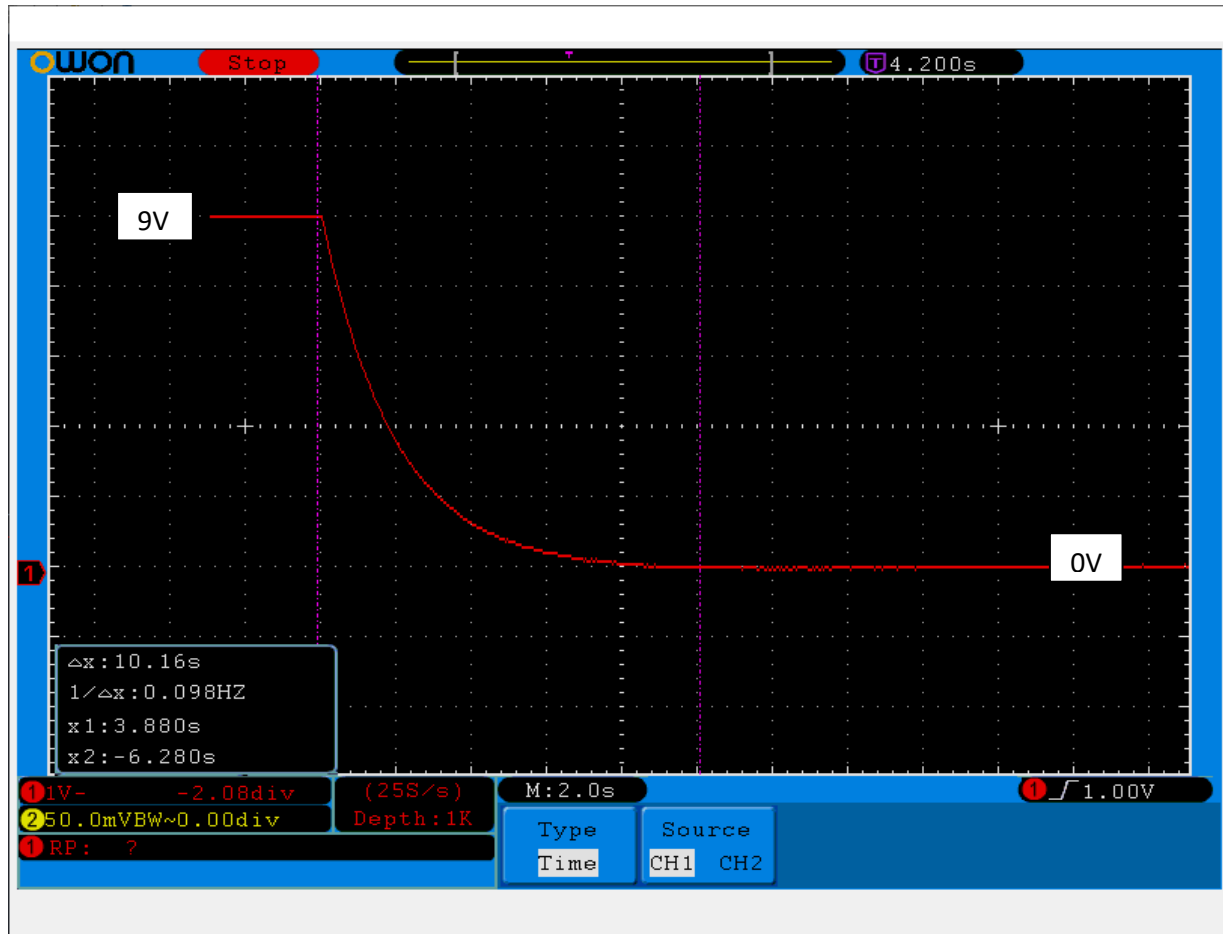 OWON Stop T 4.200s
9V
0V
1
△x:10.16s
1/△x:0.098HZ
x1:3.880s
x2:-6.280s
1 1V- -2.08div (25S/s) M:2.0s 1 1.00V
2 50.0mVBW~0.00div Depth:1K
1 RP: ?
Type Source
Time CH1 CH2